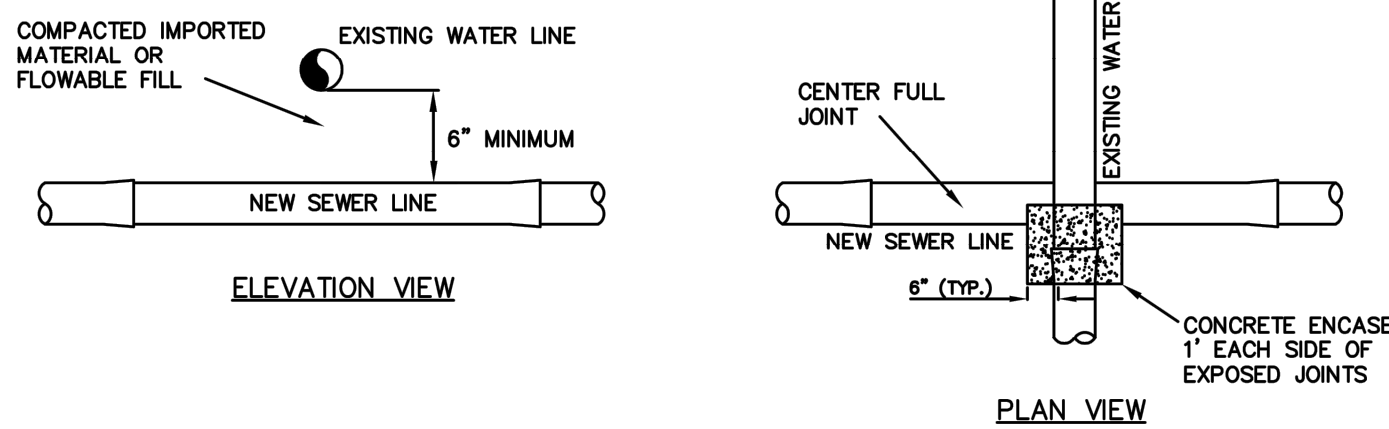 COMPACTED IMPORTED
MATERIAL OR
FLOWABLE FILL
EXISTING WATER LINE
6” MINIMUM
NEW SEWER LINE
ELEVATION VIEW
EXISTING WATER
CENTER FULL
JOINT
NEW SEWER LINE
6” (TYP.)
CONCRETE ENCASE
1’ EACH SIDE OF
EXPOSED JOINTS
PLAN VIEW